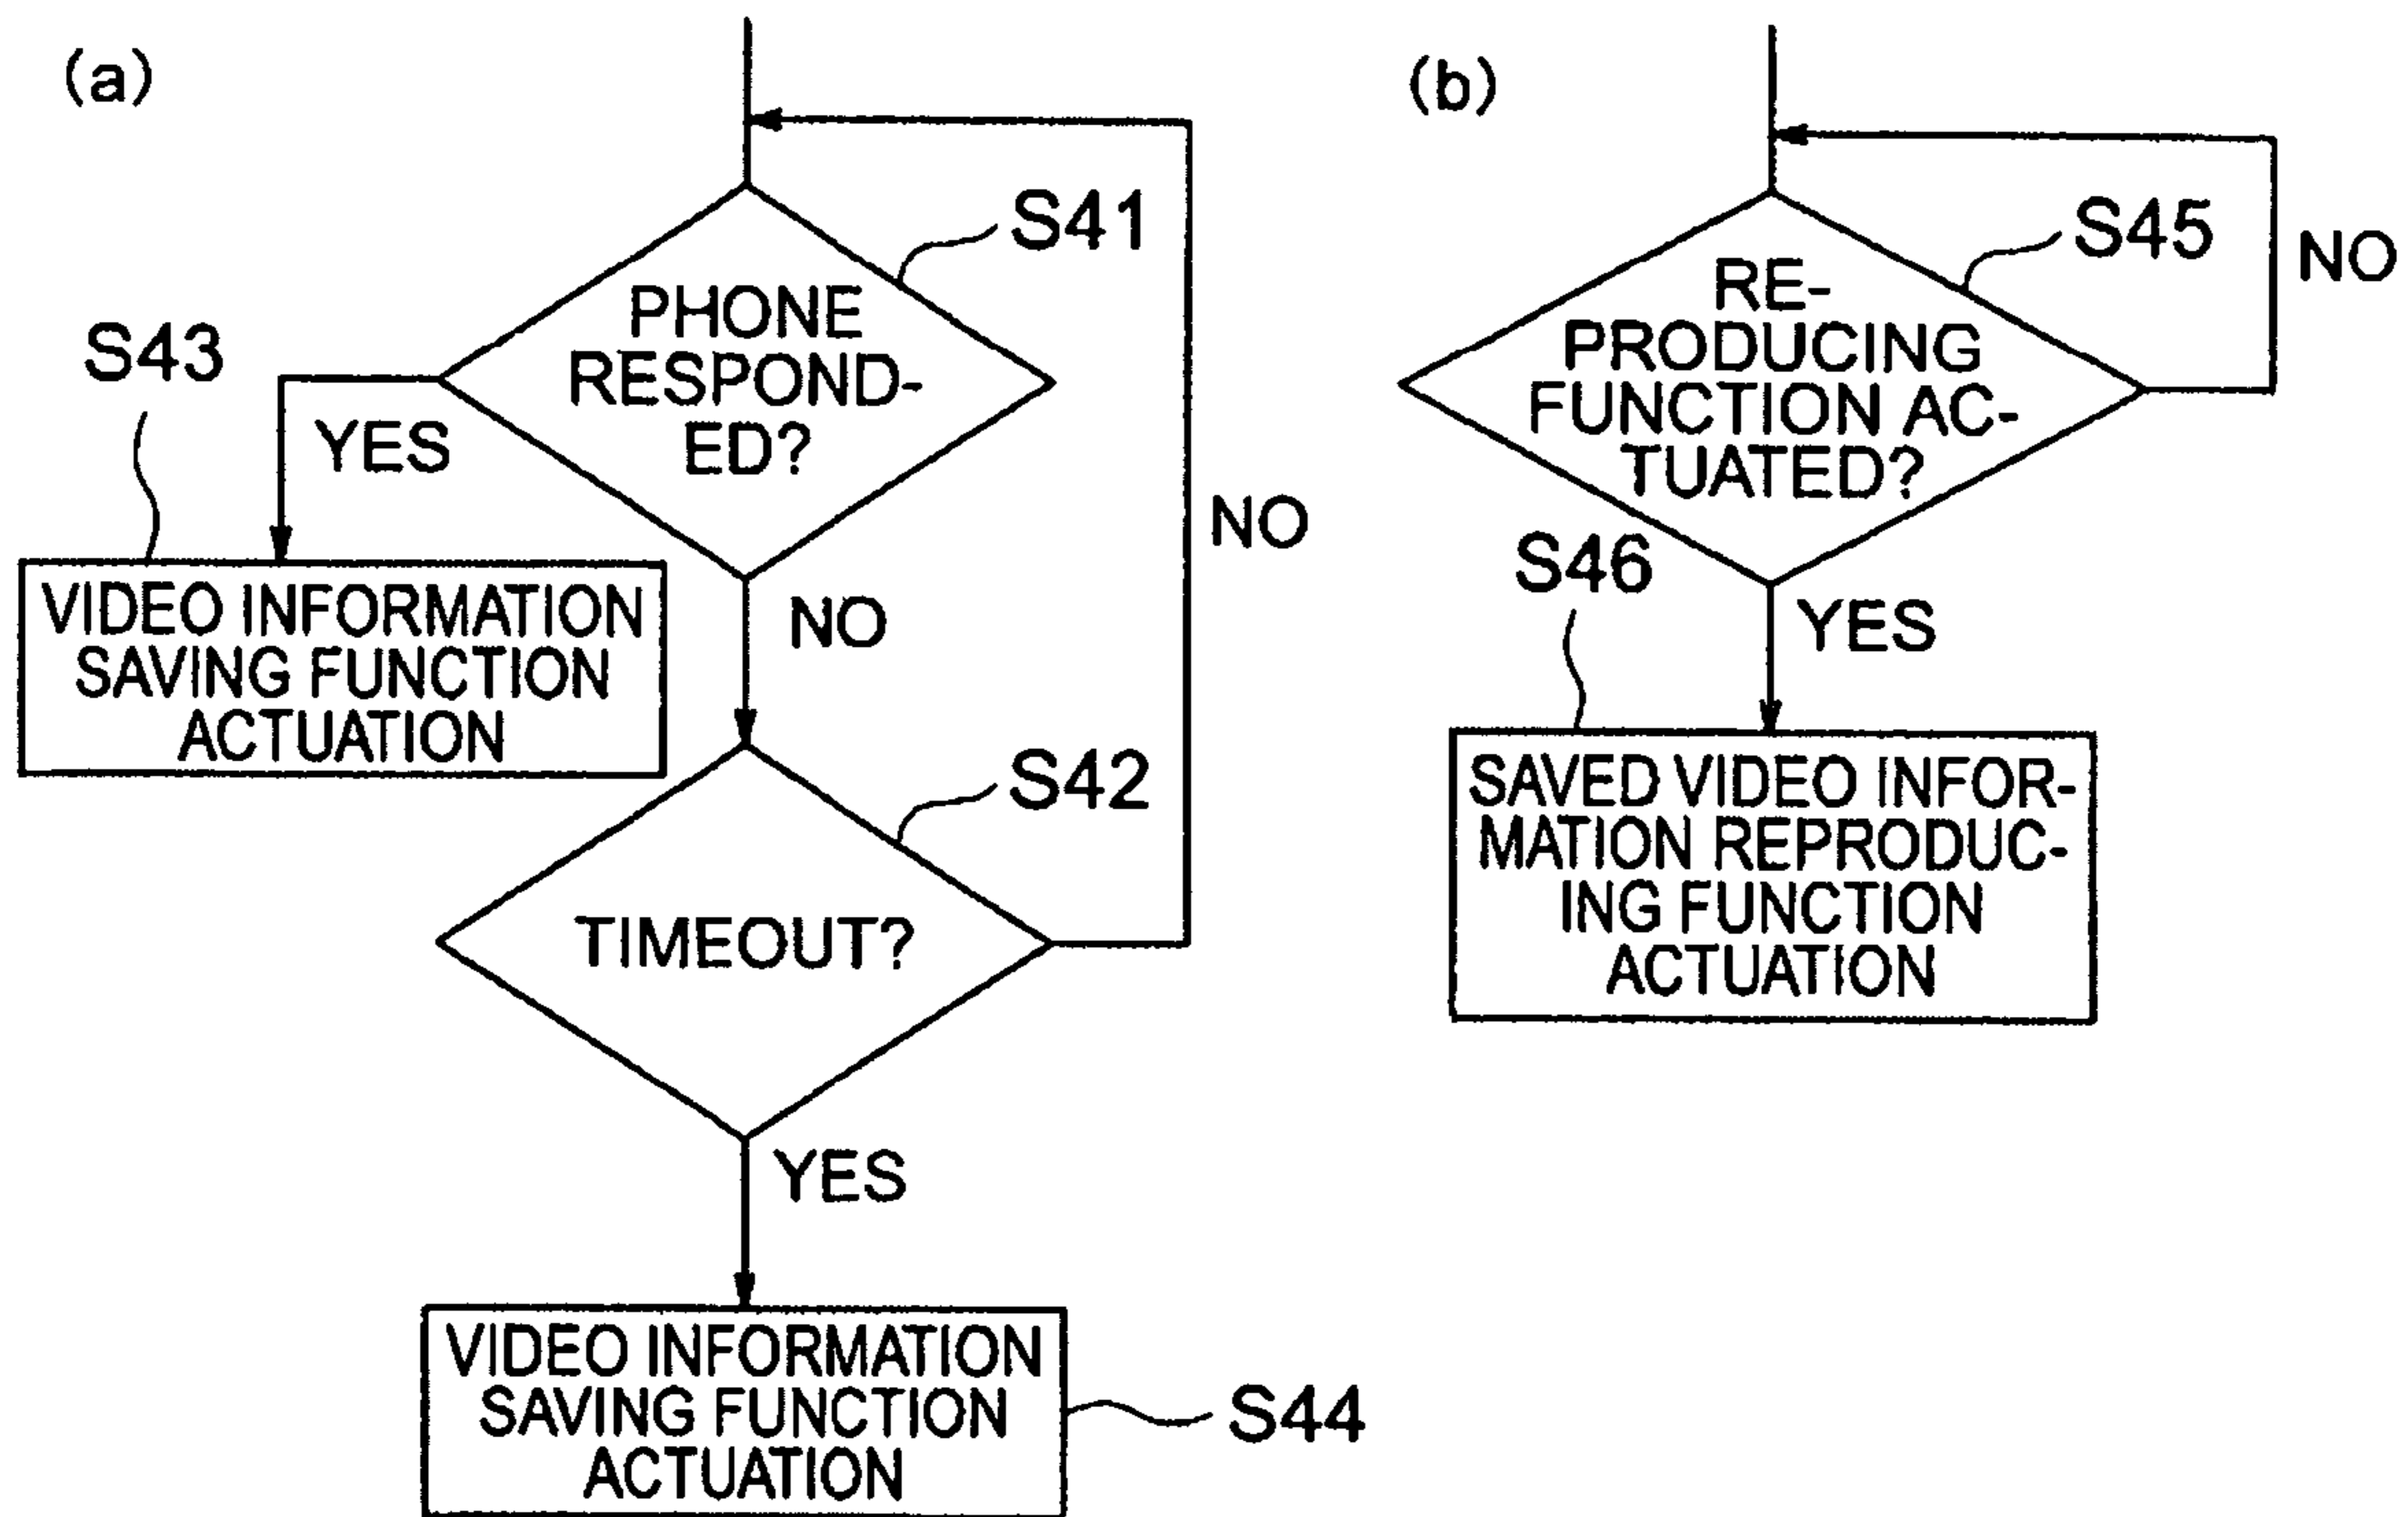 (a)
S41
PHONE
RESPOND-
ED?
S43
YES
NO
VIDEO INFORMATION
SAVING FUNCTION
ACTUATION
NO
S42
TIMEOUT?
YES
VIDEO INFORMATION
SAVING FUNCTION
ACTUATION
S44
(b)
S45
NO
RE-
PRODUCING
FUNCTION AC-
TUATED?
S46
YES
SAVED VIDEO INFOR-
MATION REPRODUC-
ING FUNCTION
ACTUATION